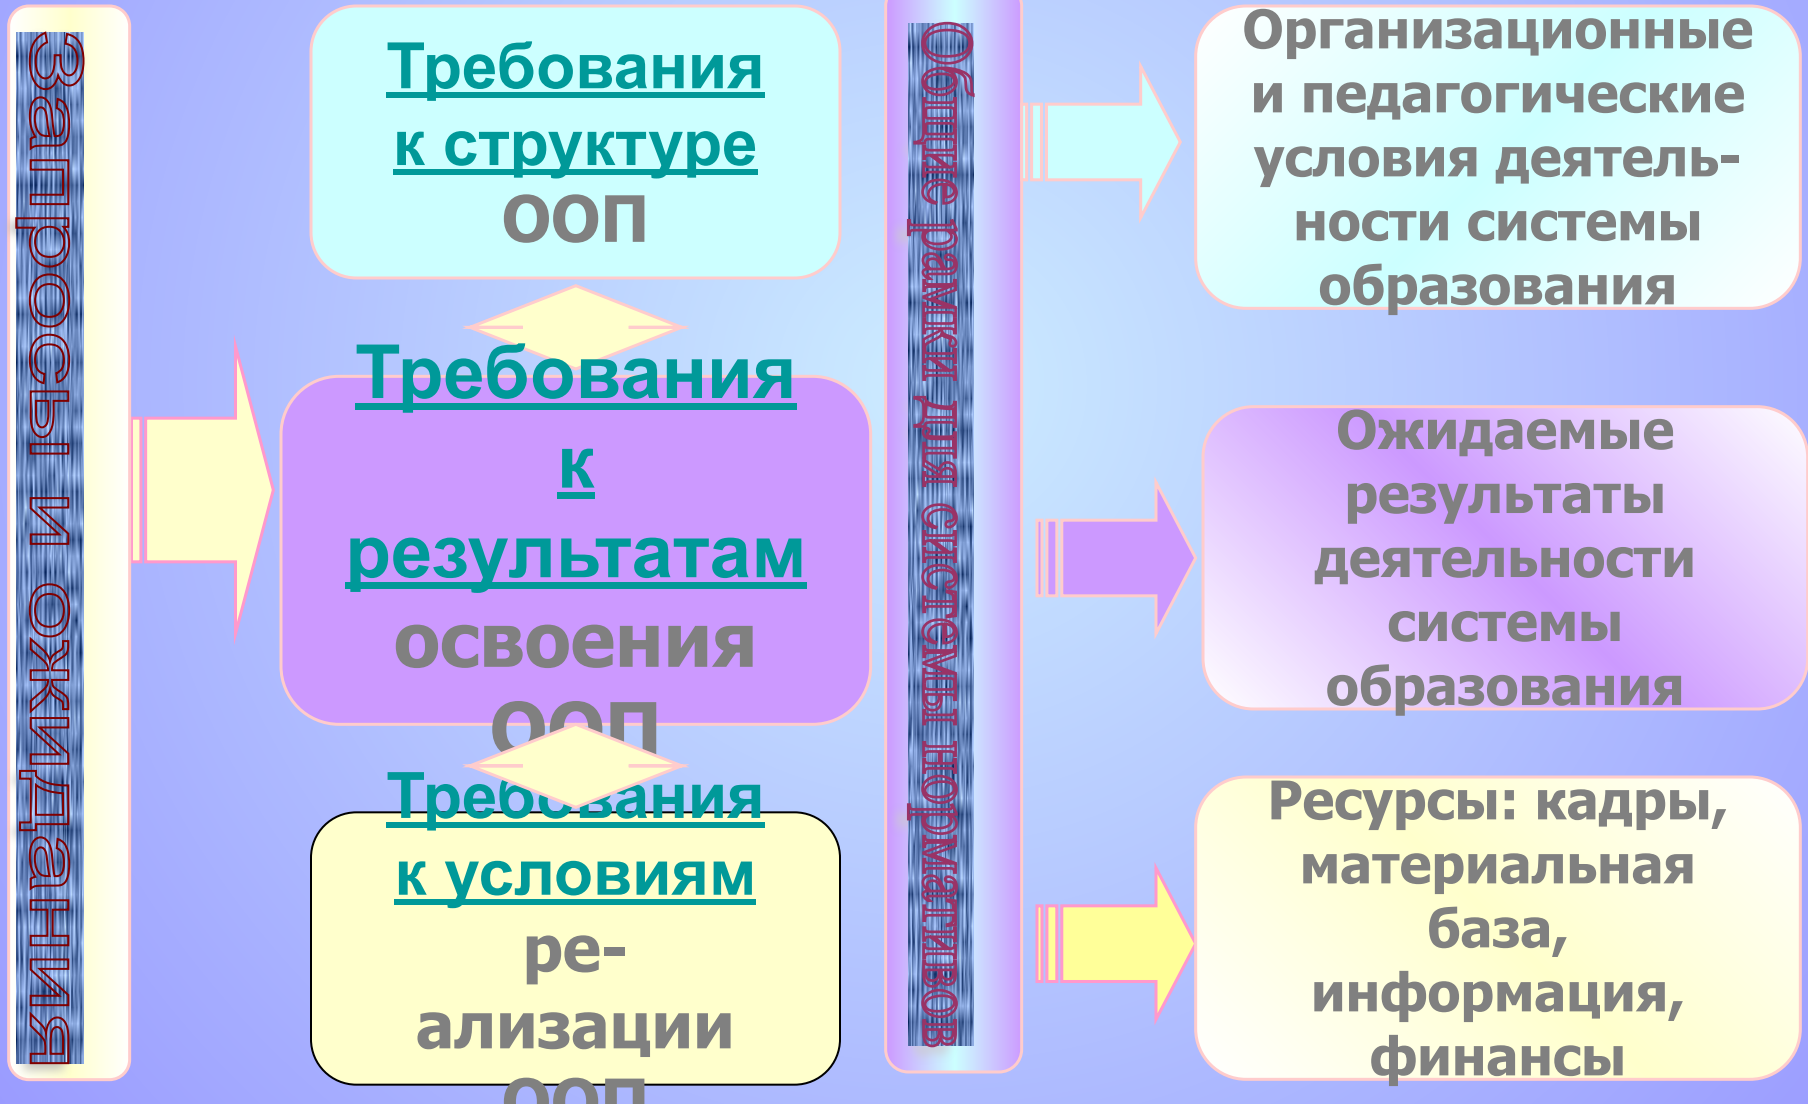 Запросы и ожидания
Требования
к структуре
ООП
Требования
к
результатам
освоения
ООП
Требования
к условиям
ре-
ализации
ООП
Общие рамки для системы нормативов
Организационные
и педагогические
условия деятель-
ности системы
образования
Ожидаемые
результаты
деятельности
системы
образования
Ресурсы: кадры,
материальная
база,
информация,
финансы